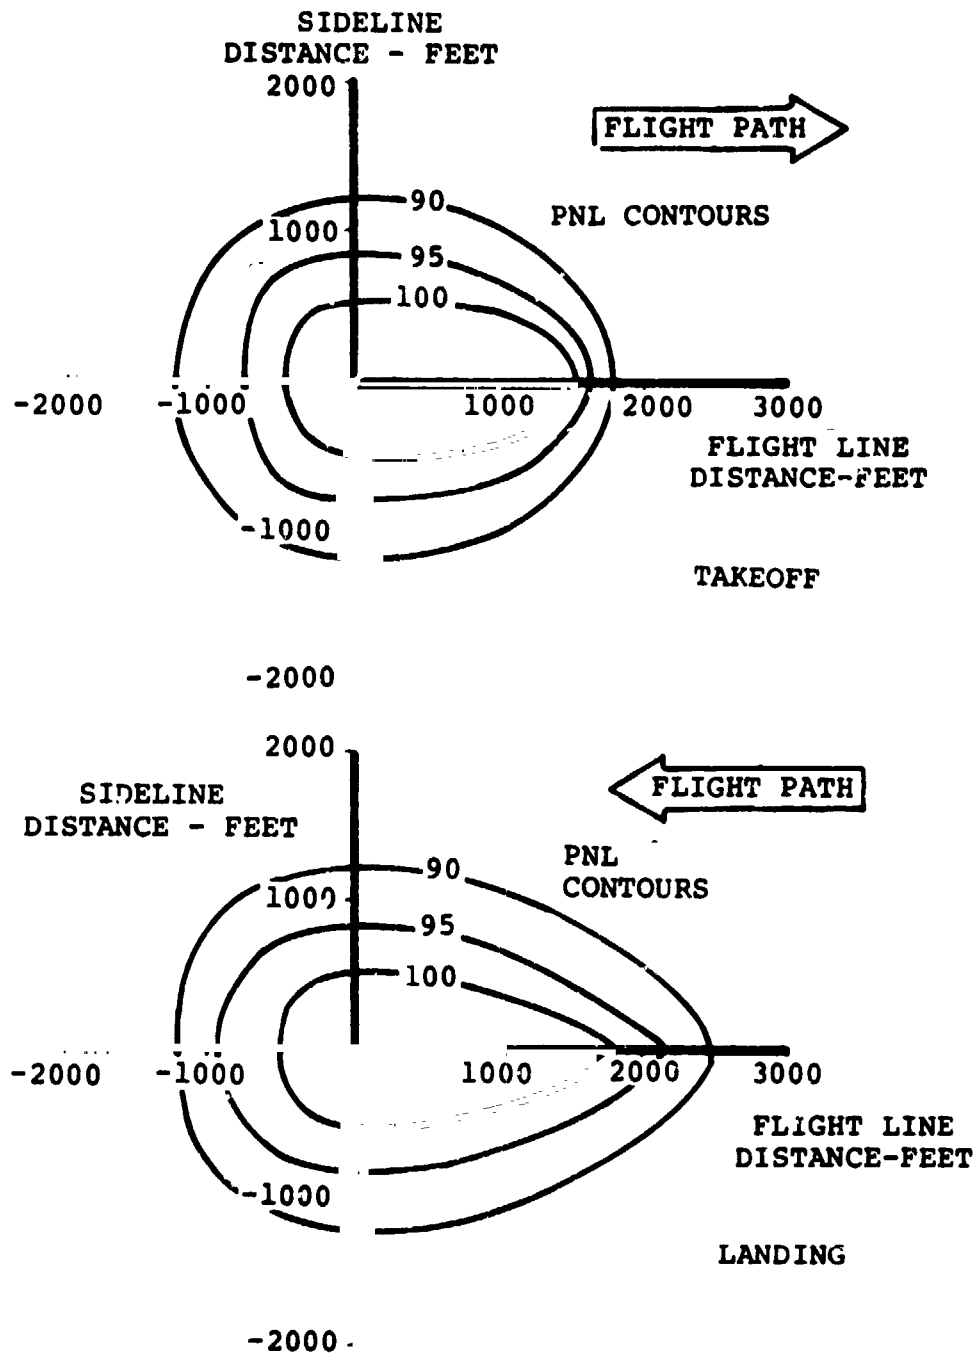 SIDELINE
DISTANCE - FEET
2000
FLIGHT PATH
90
PNL CONTOURS
1000
95
100
-2000 -1000 1000 2000 3000
FLIGHT LINE
DISTANCE-FEET
-1000
TAKEOFF
-2000
2000
FLIGHT PATH
SIDELINE
DISTANCE - FEET
PNL
CONTOURS
90
1000
95
100
-2000 -1000 1000 2000 3000
FLIGHT LINE
DISTANCE-FEET
-1000
LANDING
-2000